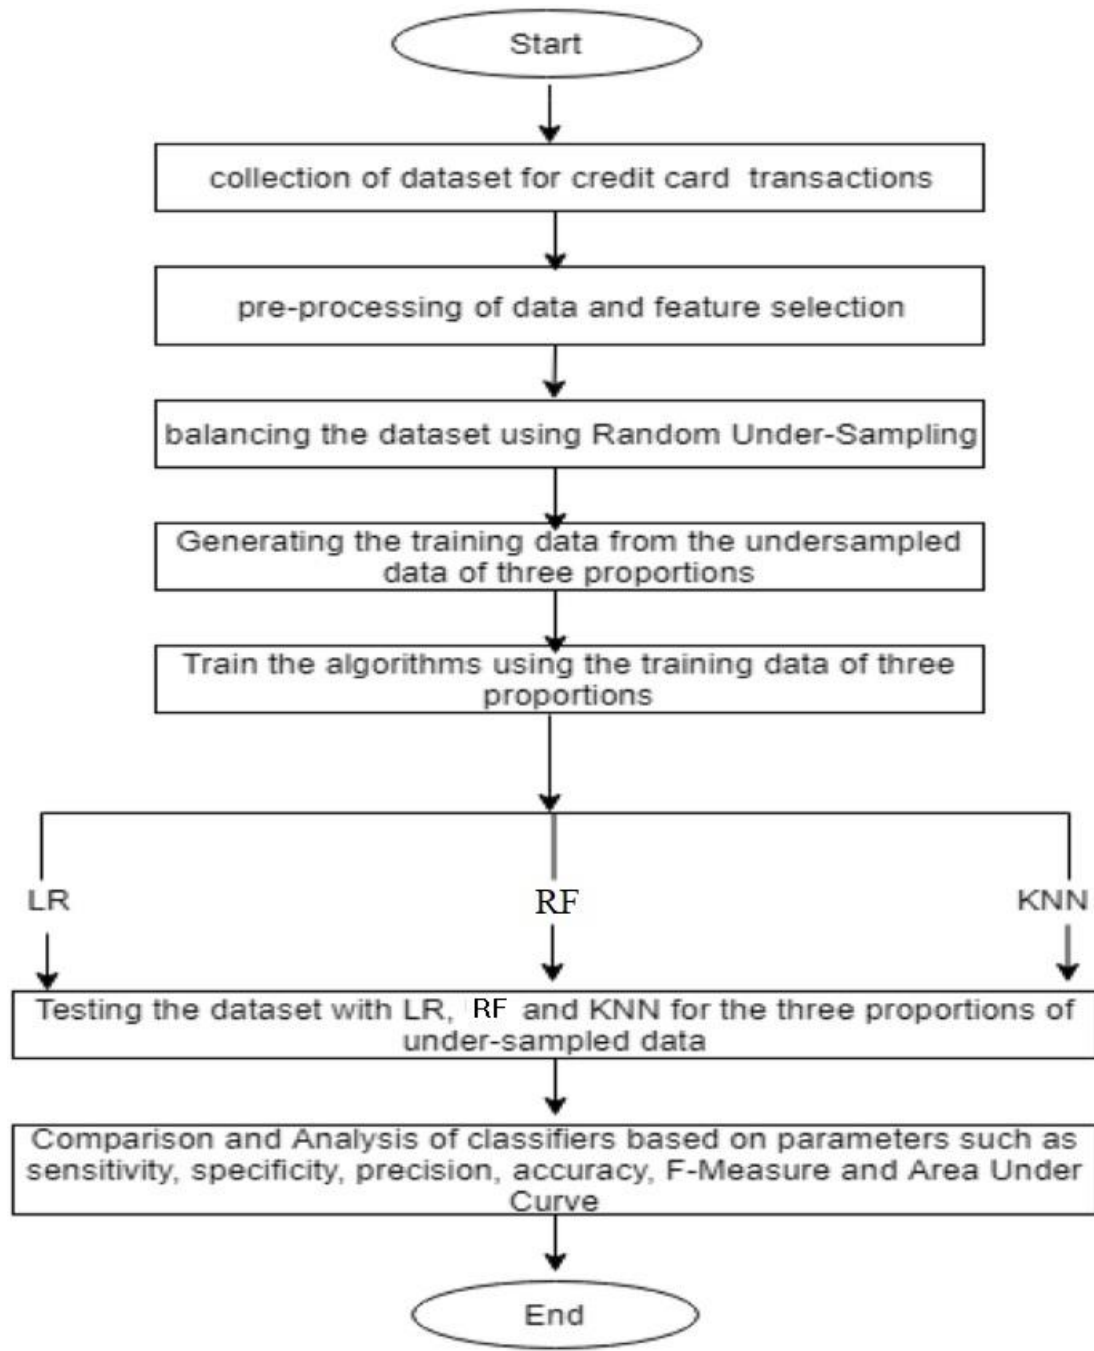 Start
collection of dataset for credit card transactions
pre-processing of data and feature selection
balancing the dataset using Random Under-Sampling
Generating the training data from the undersampled
data of three proportions
Train the algorithms using the training data of three
proportions
LR RF KNN
Testing the dataset with LR, RF and KNN for the three proportions of
under-sampled data
Comparison and Analysis of classifiers based on parameters such as
sensitivity, specificity, precision, accuracy, F-Measure and Area Under
Curve
End